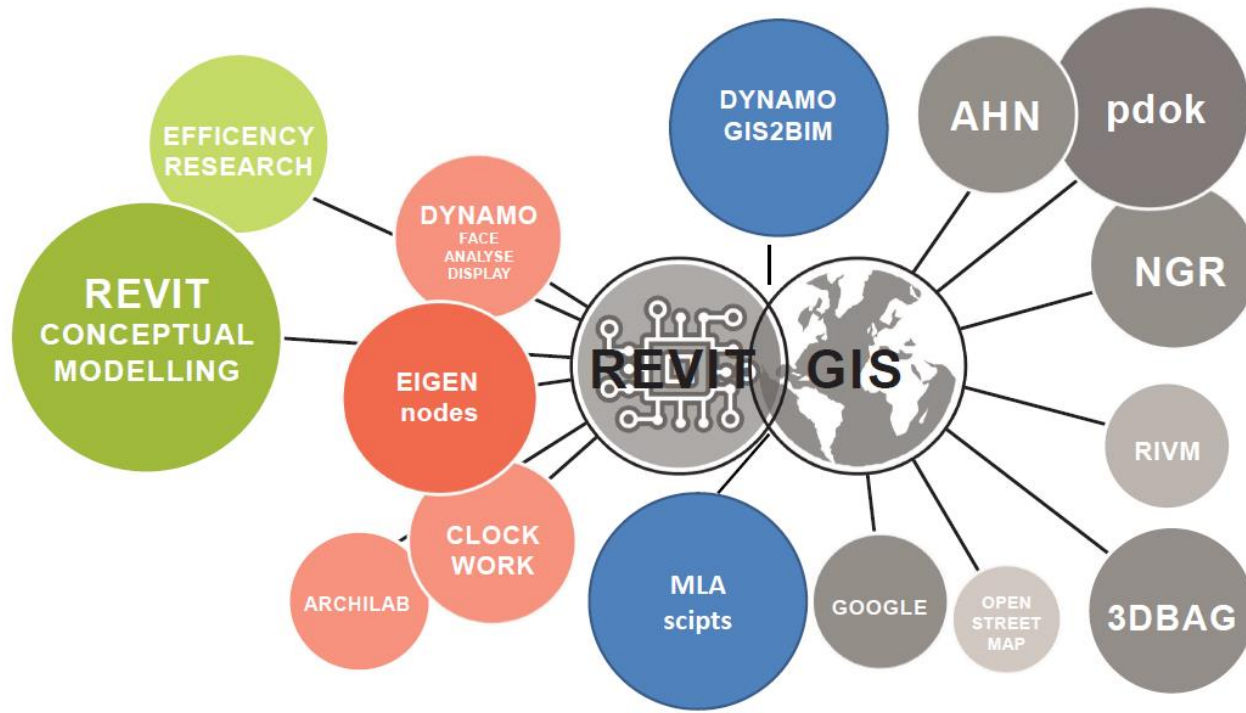 EFFICENCY
RESEARCH
REVIT
CONCEPTUAL
MODELLING
DYNAMO
FACE
ANALYSE
DISPLAY
EIGEN
nodes
CLOCK
WORK
ARCHILAB
DYNAMO
GIS2BIM
REVIT
GIS
MLA
scipts
AHN
pdok
NGR
RIVM
3DBAG
OPEN
STREET
MAP
GOOGLE